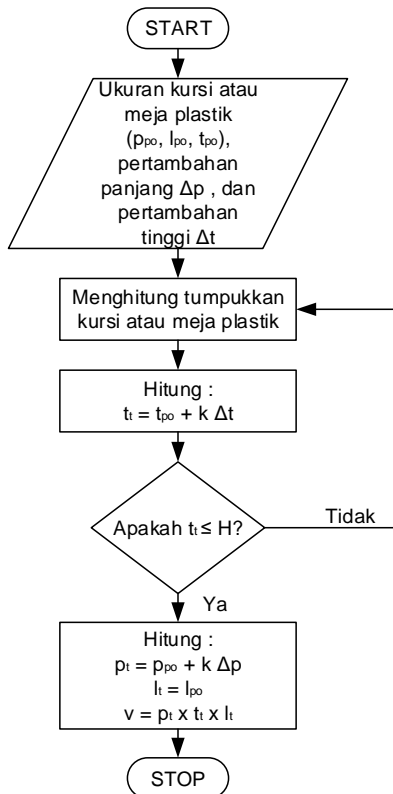 START
Ukuran kursi atau
meja plastik
(pₚₒ, lₚₒ, tₚₒ),
pertambahan
panjang Δp , dan
pertambahan
tinggi Δt
Menghitung tumpukkan
kursi atau meja plastik
Hitung :
tₜ = tₚₒ + k Δt
Apakah tₜ ≤ H?
Tidak
Ya
Hitung :
pₜ = pₚₒ + k Δp
lₜ = lₚₒ
v = pₜ x tₜ x lₜ
STOP